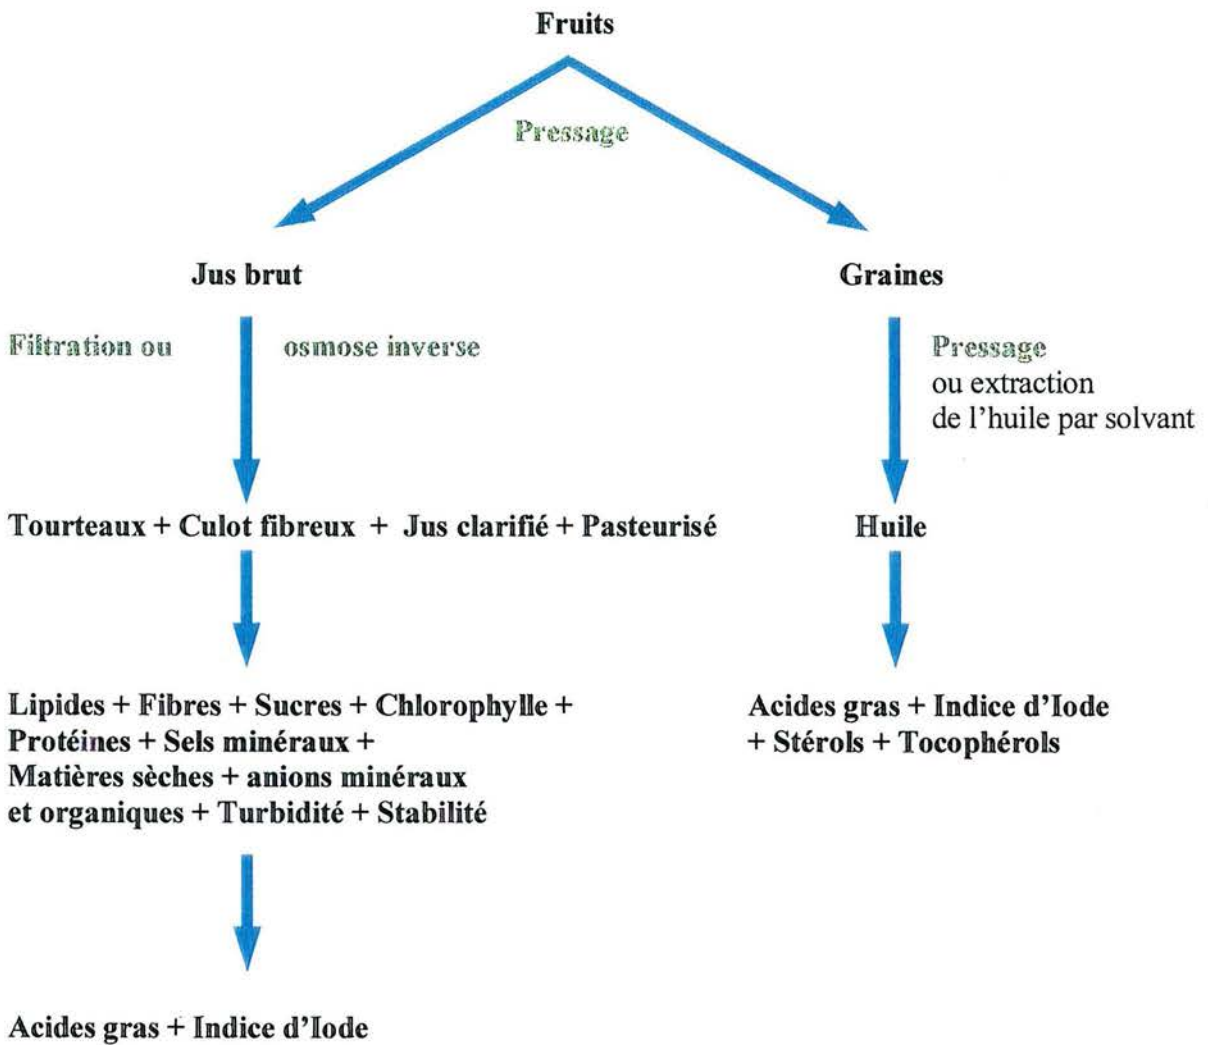 Fruits
Pressage
Jus brut
Graines
Filtration ou osmose inverse
Pressage
ou extraction
de l'huile par solvant
Tourteaux + Culot fibreux + Jus clarifié + Pasteurisé
Huile
Lipides + Fibres + Sucres + Chlorophylle +
Protéines + Sels minéraux +
Matières sèches + anions minéraux
et organiques + Turbidité + Stabilité
Acides gras + Indice d'Iode
+ Stérols + Tocophérols
Acides gras + Indice d'Iode